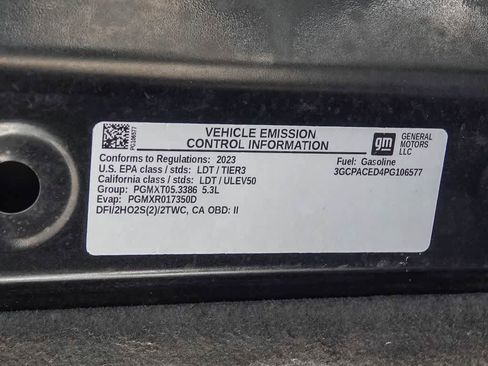 PG106577
VEHICLE EMISSION
CONTROL INFORMATION
gm
GENERAL
MOTORS
LLC
Conforms to Regulations: 2023
U.S. EPA class / stds: LDT / TIER3
California class / stds: LDT / ULEV50
Group: PGMXT05.3386 5.3L
Evap: PGMXR017350D
DFI/2HO2S(2)/2TWC, CA OBD: II
Fuel: Gasoline
3GCPACED4PG106577